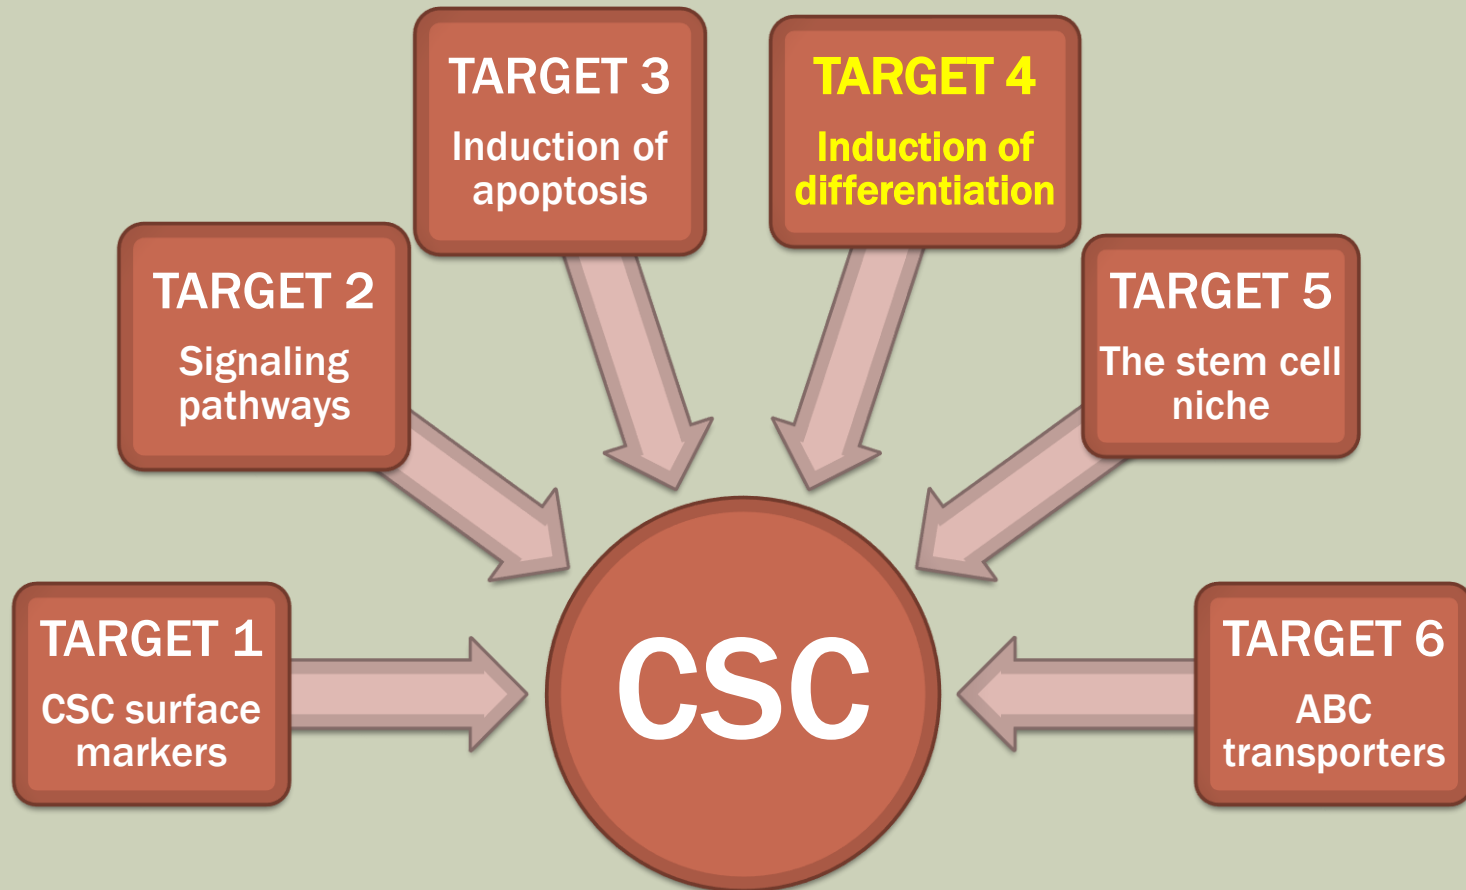 TARGET 3
Induction of
apoptosis
TARGET 4
Induction of
differentiation
TARGET 2
Signaling
pathways
TARGET 5
The stem cell
niche
TARGET 1
CSC surface
markers
CSC
TARGET 6
ABC
transporters